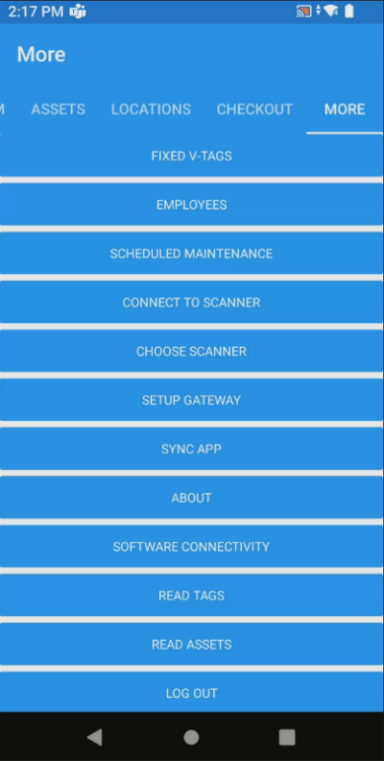 2:17 PM
More
M ASSETS LOCATIONS CHECKOUT MORE
FIXED V-TAGS
EMPLOYEES
SCHEDULED MAINTENANCE
CONNECT TO SCANNER
CHOOSE SCANNER
SETUP GATEWAY
SYNC APP
ABOUT
SOFTWARE CONNECTIVITY
READ TAGS
READ ASSETS
LOG OUT